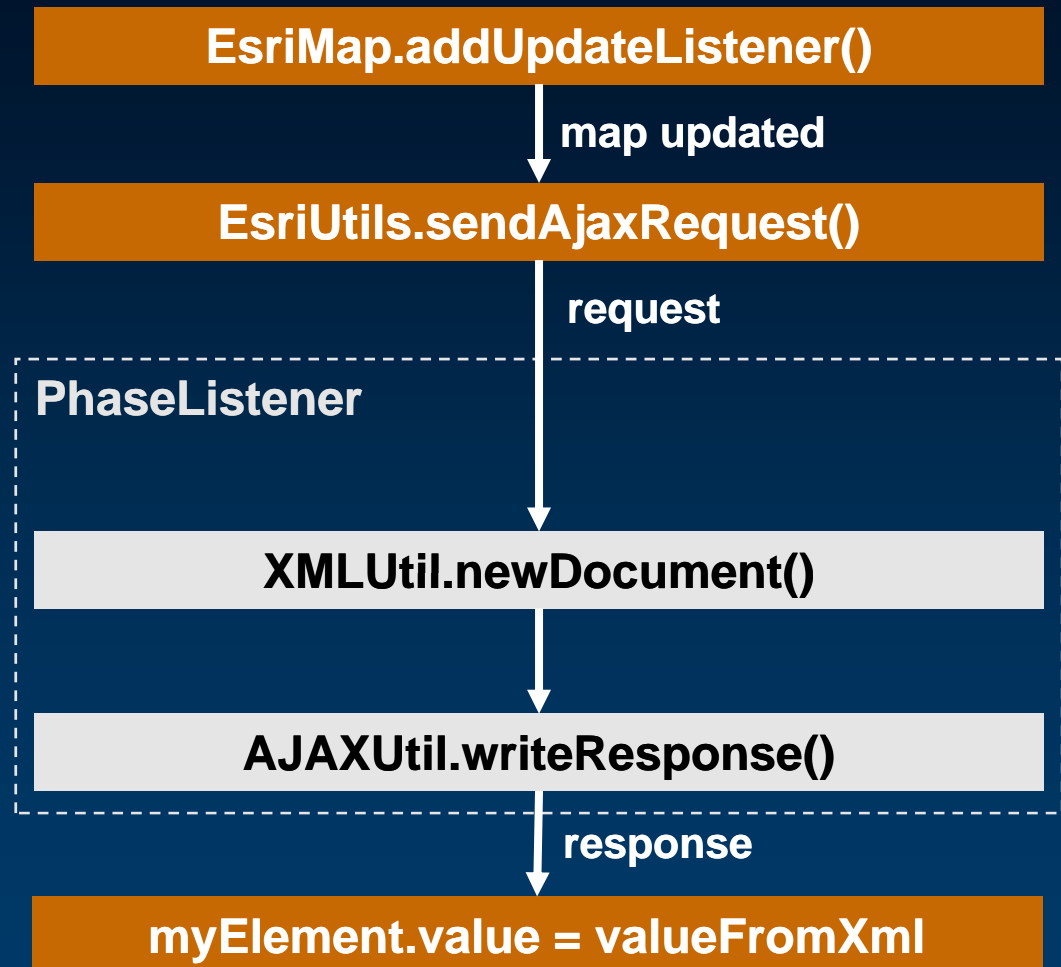 EsriMap.addUpdateListener()
map updated
EsriUtils.sendAjaxRequest()
request
PhaseListener
XMLUtil.newDocument()
AJAXUtil.writeResponse()
response
myElement.value = valueFromXml